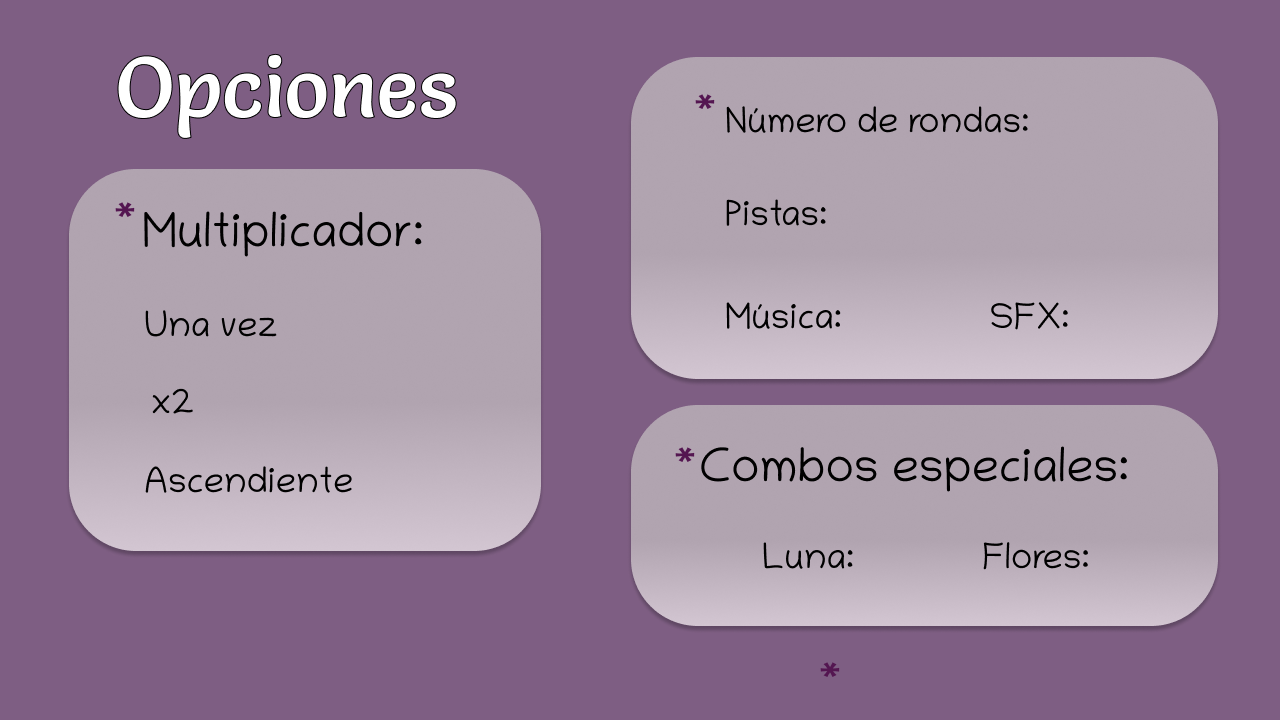 Opciones
* Multiplicador:
Una vez
x2
Ascendiente
* Número de rondas:
Pistas:
Música: SFX:
* Combos especiales:
Luna: Flores:
*